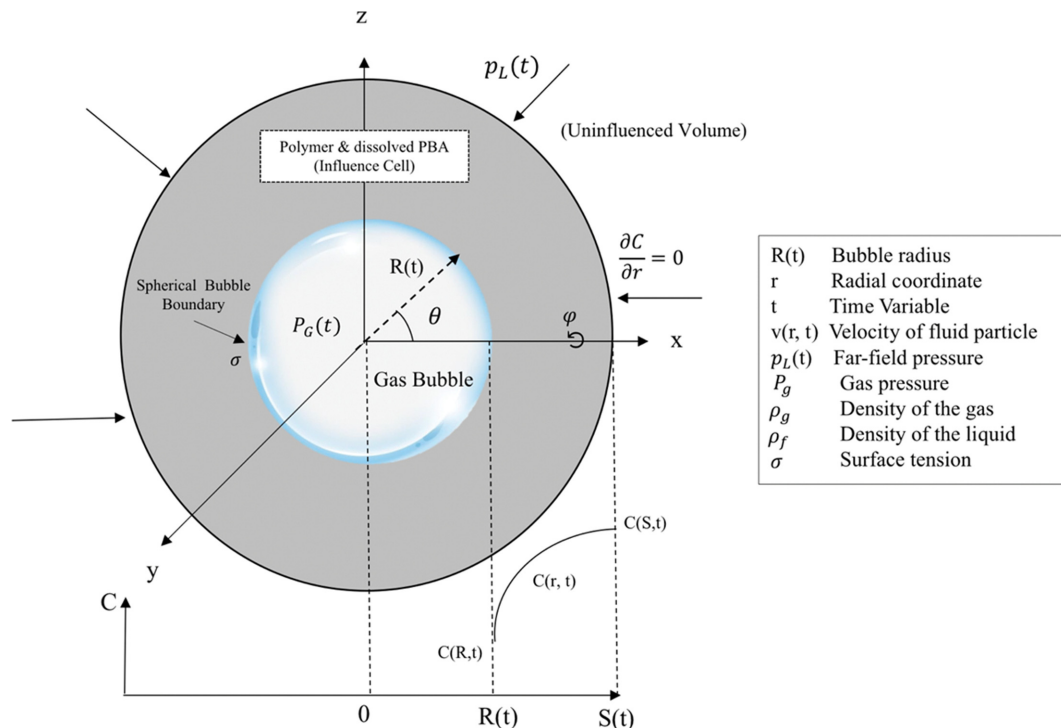 z
p_L(t)
(Uninfluenced Volume)
Polymer & dissolved PBA
(Influence Cell)
∂C/∂r = 0
R(t)
Spherical Bubble
Boundary
P_G(t)
θ
φ
x
σ
Gas Bubble
R(t) Bubble radius
r Radial coordinate
t Time Variable
v(r, t) Velocity of fluid particle
p_L(t) Far-field pressure
P_g Gas pressure
ρ_g Density of the gas
ρ_f Density of the liquid
σ Surface tension
y
C
C(S,t)
C(r, t)
C(R,t)
0
R(t)
S(t)